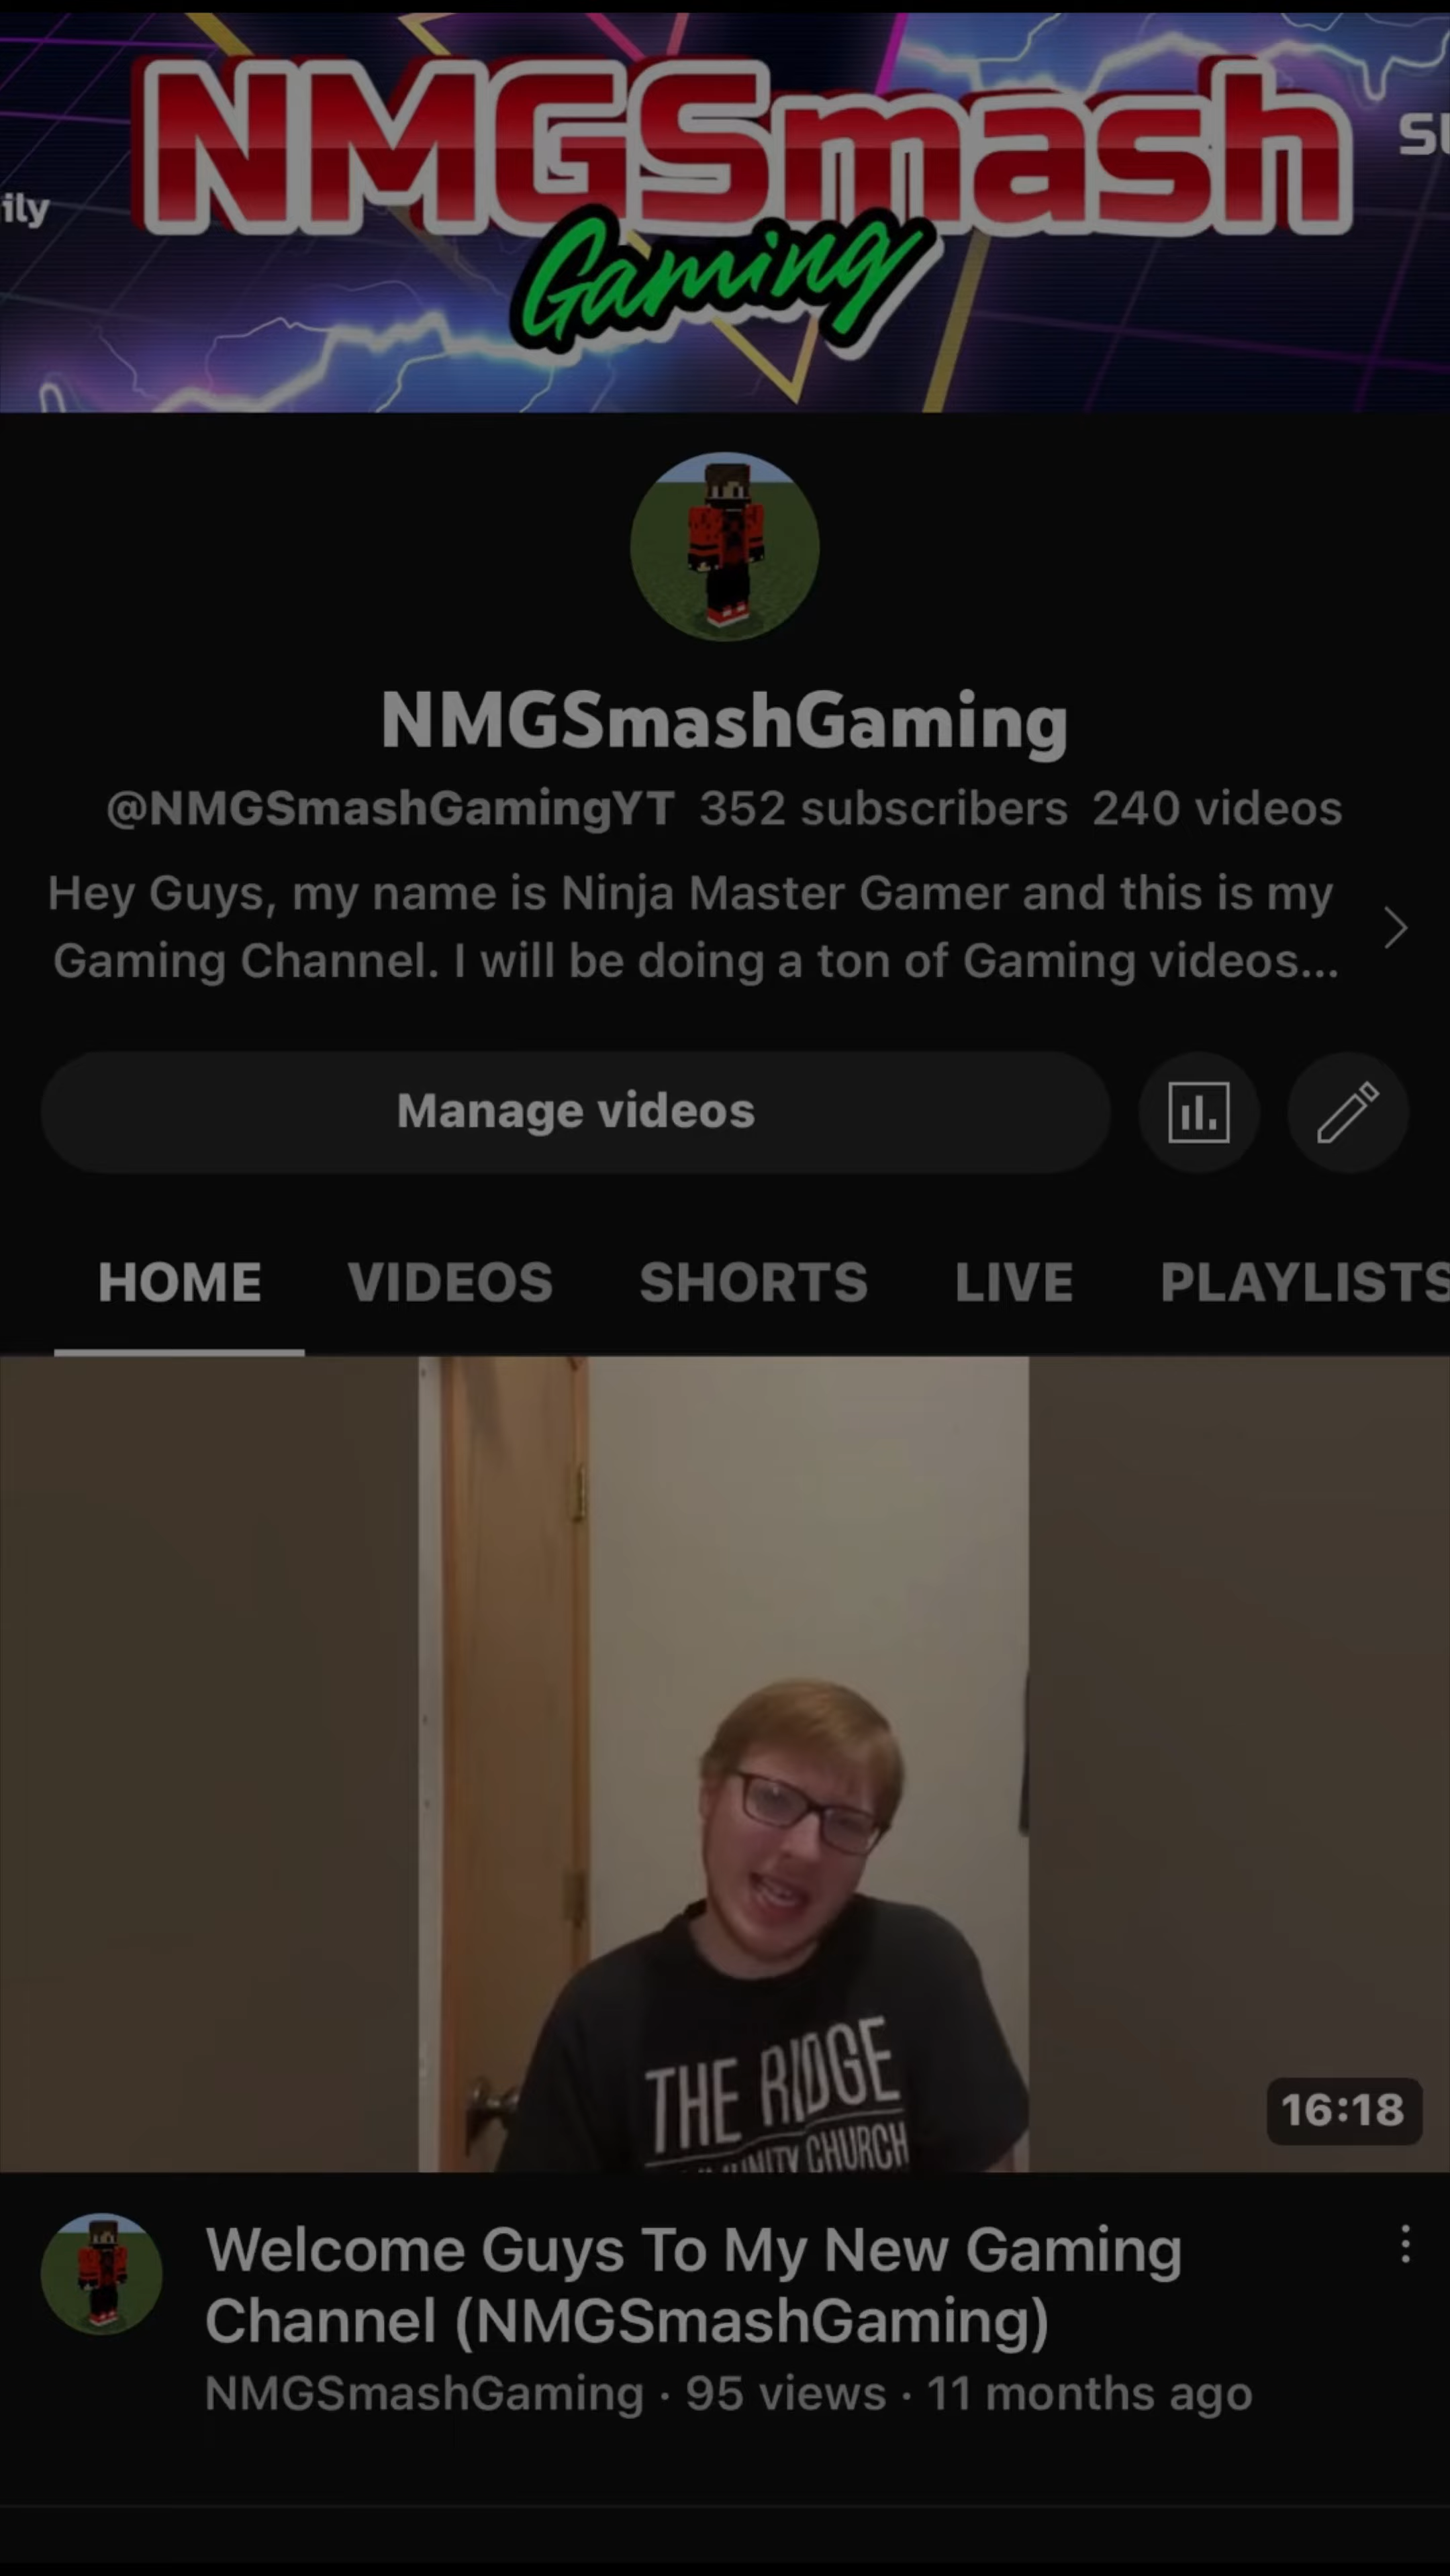 NMGSmash
Gaming
ily
NMGSmashGaming
@NMGSmashGamingYT 352 subscribers 240 videos
Hey Guys, my name is Ninja Master Gamer and this is my
Gaming Channel. I will be doing a ton of Gaming videos...
Manage videos
HOME VIDEOS SHORTS LIVE PLAYLISTS
THE RIDGE
MMUNITY CHURCH
16:18
Welcome Guys To My New Gaming
Channel (NMGSmashGaming)
NMGSmashGaming · 95 views · 11 months ago